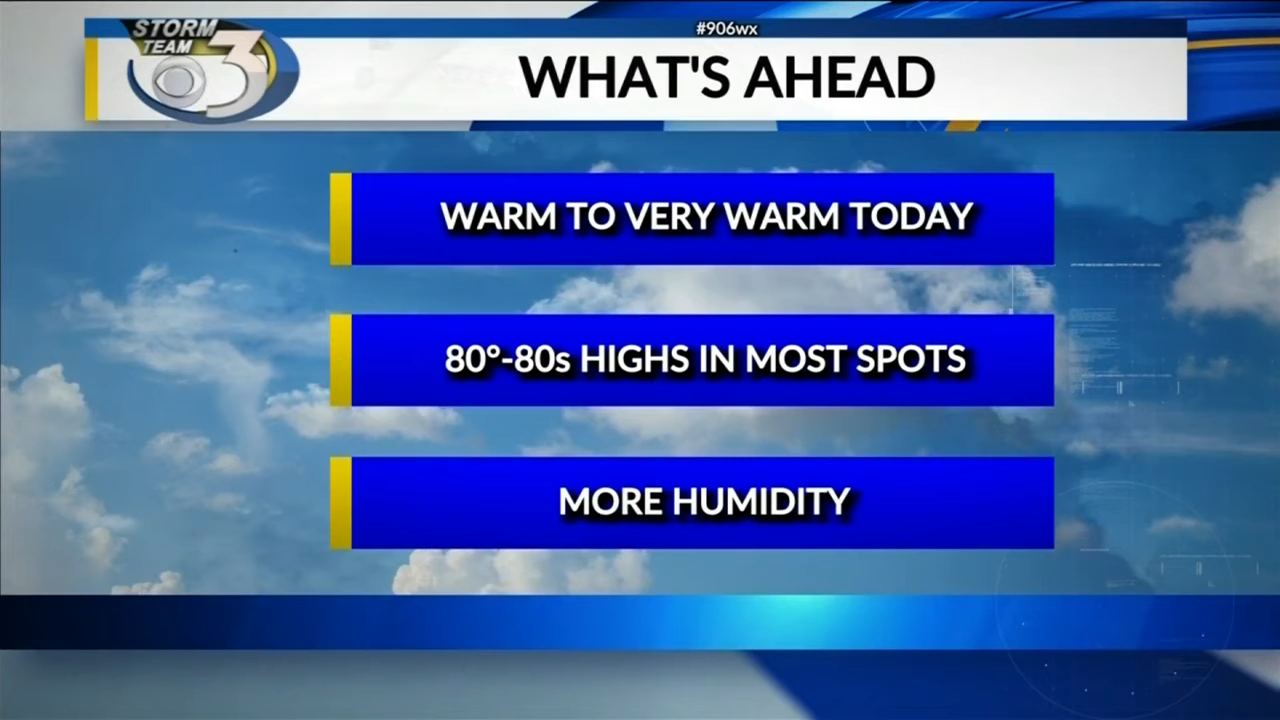 #906wx
STORM
TEAM
3
WHAT'S AHEAD
WARM TO VERY WARM TODAY
80°-80s HIGHS IN MOST SPOTS
MORE HUMIDITY